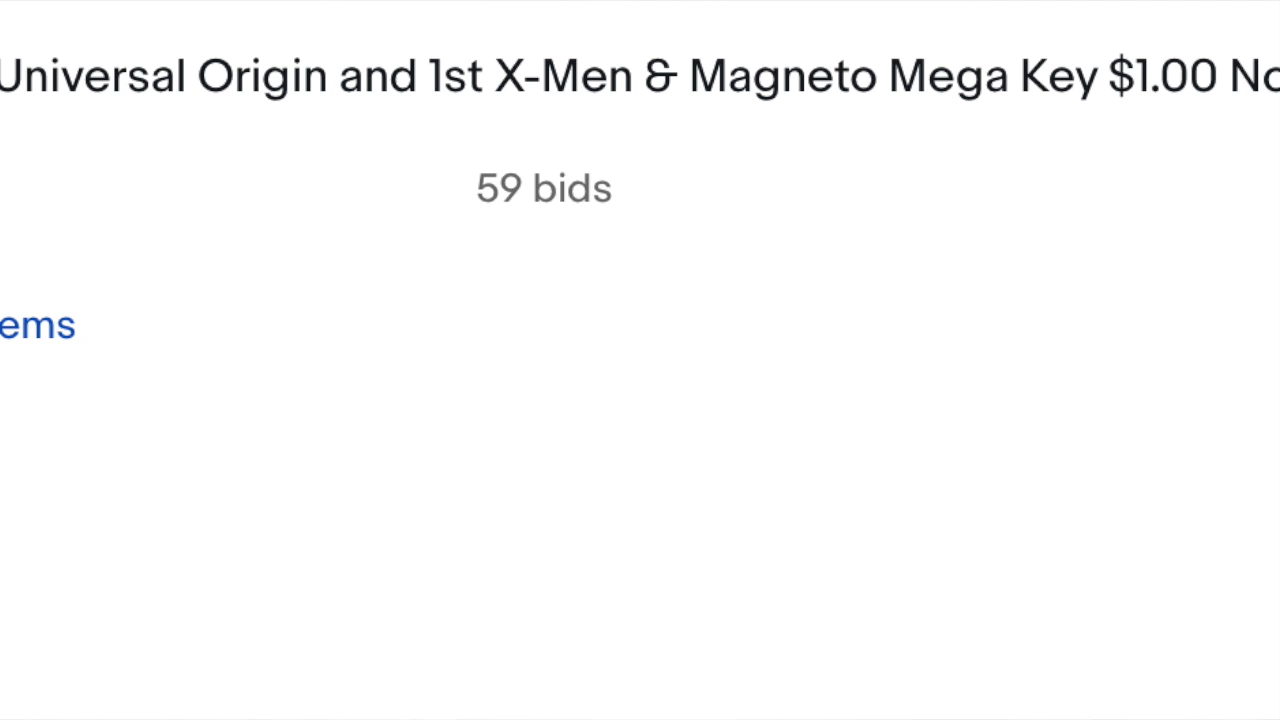 Universal Origin and 1st X-Men & Magneto Mega Key $1.00 No
59 bids
ems